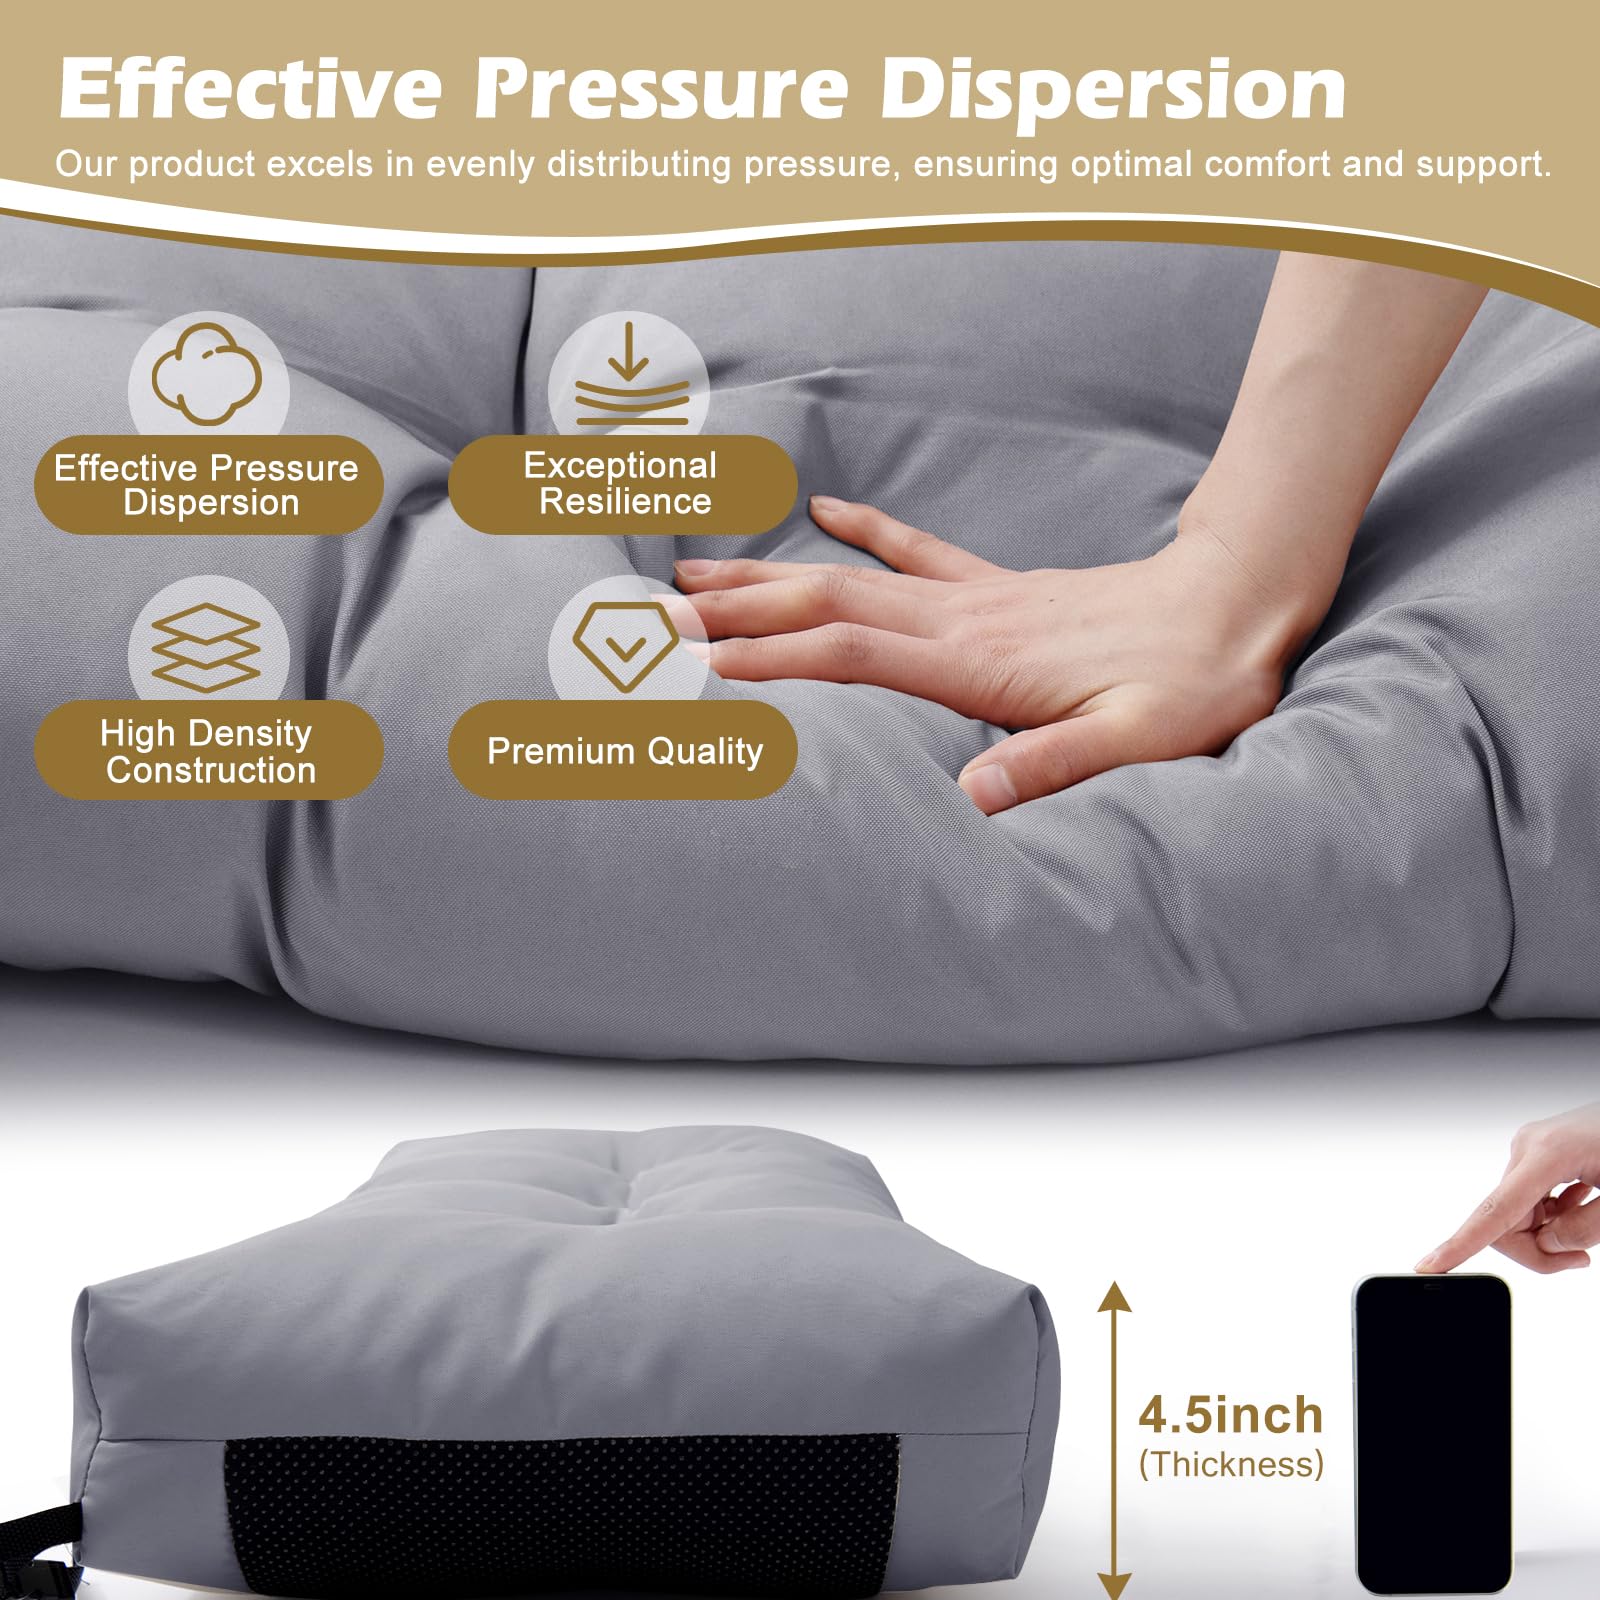 Effective Pressure Dispersion
Our product excels in evenly distributing pressure, ensuring optimal comfort and support.
Effective Pressure
Dispersion
Exceptional
Resilience
High Density
Construction
Premium Quality
4.5inch
(Thickness)